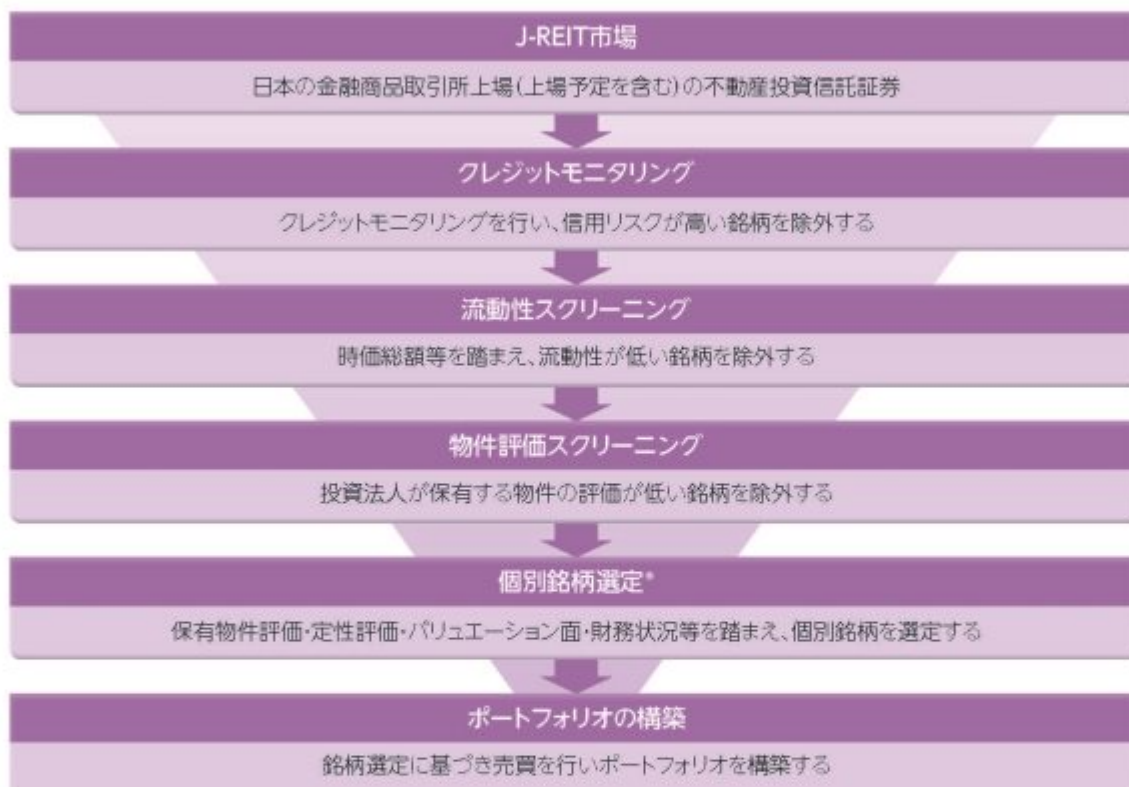 J-REIT市場
日本の金融商品取引所上場(上場予定を含む)の不動産投資信託証券
クレジットモニタリング
クレジットモニタリングを行い、信用リスクが高い銘柄を除外する
流動性スクリーニング
時価総額等を踏まえ、流動性が低い銘柄を除外する
物件評価スクリーニング
投資法人が保有する物件の評価が低い銘柄を除外する
個別銘柄選定*
保有物件評価・定性評価・バリュエーション面・財務状況等を踏まえ、個別銘柄を選定する
ポートフォリオの構築
銘柄選定に基づき売買を行いポートフォリオを構築する